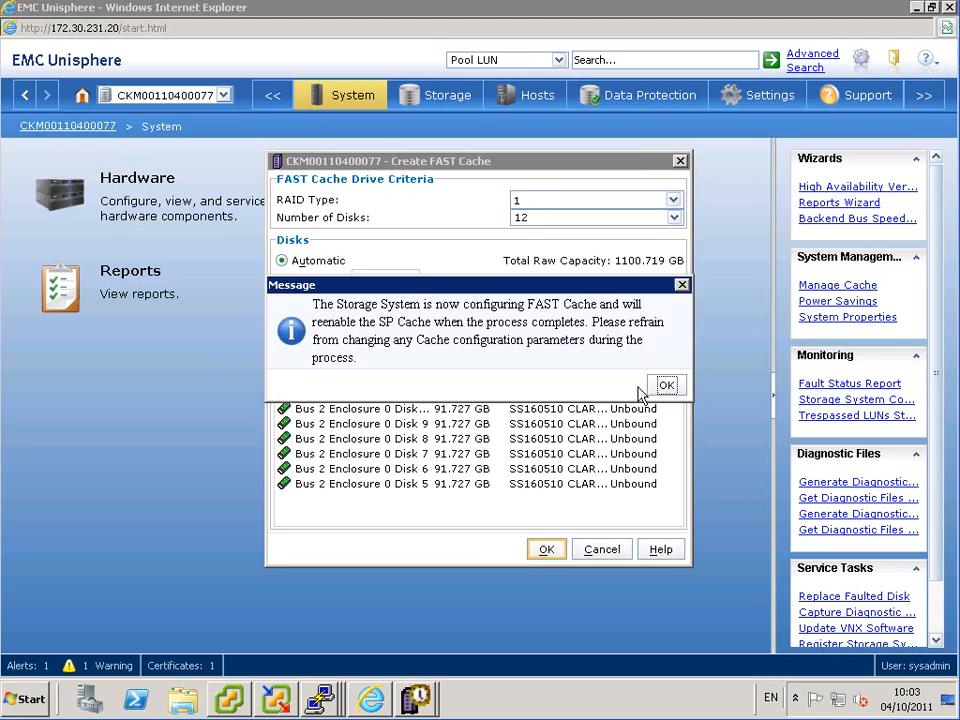 EMC Unisphere - Windows Internet Explorer
http://172.30.231.20/start.html
EMC Unisphere
Pool LUN
Search...
Advanced Search
CKM00110400077
<<
System
Storage
Hosts
Data Protection
Settings
Support
>>
CKM00110400077 > System
Hardware
Configure, view, and service
hardware components.
Reports
View reports.
CKM00110400077 - Create FAST Cache
FAST Cache Drive Criteria
RAID Type:
1
Number of Disks:
12
Disks
Automatic
Total Raw Capacity: 1100.719 GB
Message
The Storage System is now configuring FAST Cache and will
reenable the SP Cache when the process completes. Please refrain
from changing any Cache configuration parameters during the
process.
OK
Bus 2 Enclosure 0 Disk... 91.727 GB SS160510 CLAR... Unbound
Bus 2 Enclosure 0 Disk 9 91.727 GB SS160510 CLAR... Unbound
Bus 2 Enclosure 0 Disk 8 91.727 GB SS160510 CLAR... Unbound
Bus 2 Enclosure 0 Disk 7 91.727 GB SS160510 CLAR... Unbound
Bus 2 Enclosure 0 Disk 6 91.727 GB SS160510 CLAR... Unbound
Bus 2 Enclosure 0 Disk 5 91.727 GB SS160510 CLAR... Unbound
OK
Cancel
Help
Wizards
High Availability Ver...
Reports Wizard
Backend Bus Speed...
System Managem...
Manage Cache
Power Savings
System Properties
Monitoring
Fault Status Report
Storage System Co...
Trespassed LUNs St...
Diagnostic Files
Generate Diagnostic...
Get Diagnostic Files ...
Generate Diagnostic...
Get Diagnostic Files ...
Service Tasks
Replace Faulted Disk
Capture Diagnostic ...
Update VNX Software
Register Storage Sy...
Alerts: 1
1 Warning
Certificates: 1
User: sysadmin
Start
EN
10:03
04/10/2011